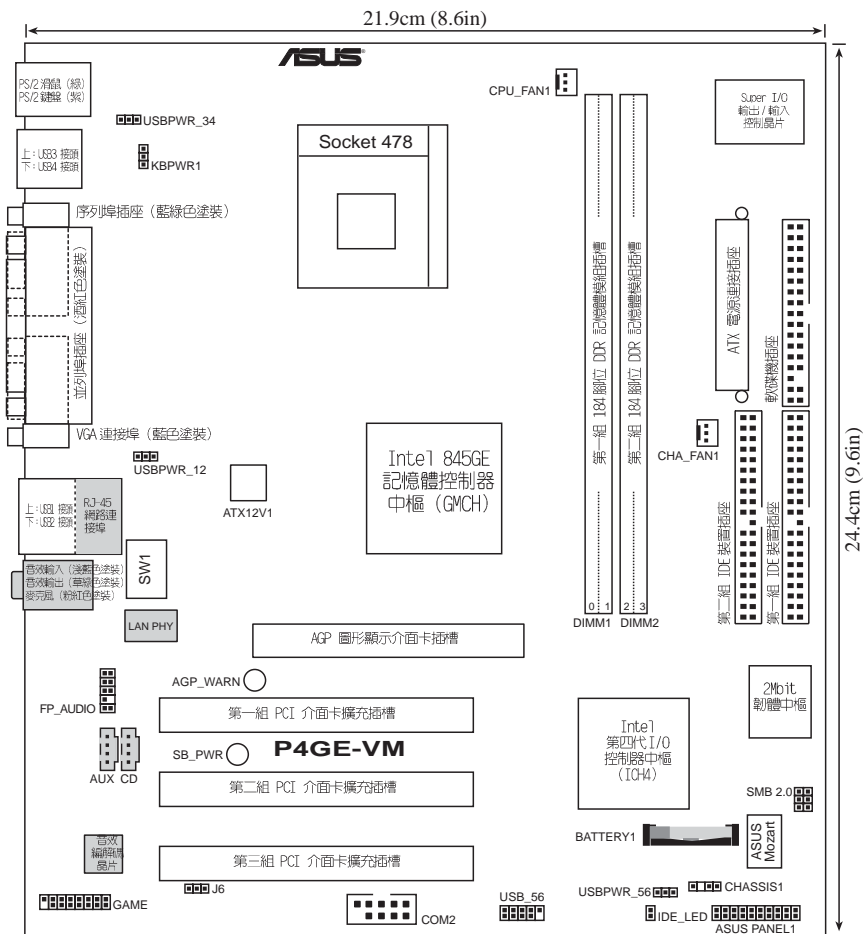 21.9cm (8.6in)
ASUS
PS/2 滑鼠（綠）
PS/2 鍵盤（紫）
USBPWR_34
CPU_FAN1
Super I/O
輸出/輸入
控制晶片
Socket 478
上：USB3 接頭
下：USB4 接頭
KBPWR1
序列埠插座（藍綠色塗裝）
並列埠插座（酒紅色塗裝）
第一組 184 腳位 DDR 記憶體模組插槽
第二組 184 腳位 DDR 記憶體模組插槽
ATX 電源連接插座
軟碟機插座
VGA 連接埠（藍色塗裝）
USBPWR_12
CHA_FAN1
24.4cm (9.6in)
Intel 845GE
記憶體控制器
中樞（GMCH）
上：USB1 接頭
下：USB2 接頭
RJ-45
網路連
接埠
ATX12V1
SW1
音效輸入（淺藍色塗裝）
音效輸出（草綠色塗裝）
麥克風（粉紅色塗裝）
第二組 IDE 裝置插座
第一組 IDE 裝置插座
0 1
2 3
DIMM1
DIMM2
LAN PHY
AGP 圖形顯示介面卡插槽
AGP_WARN
FP_AUDIO
第一組 PCI 介面卡擴充插槽
2Mbit
韌體中樞
Intel
第四代 I/O
控制器中樞
（ICH4）
SB_PWR
P4GE-VM
AUX
CD
第二組 PCI 介面卡擴充插槽
SMB 2.0
BATTERY1
ASUS
Mozart
音效
編解碼
晶片
第三組 PCI 介面卡擴充插槽
J6
GAME
COM2
USB_56
USBPWR_56
CHASSIS1
IDE_LED
ASUS PANEL1